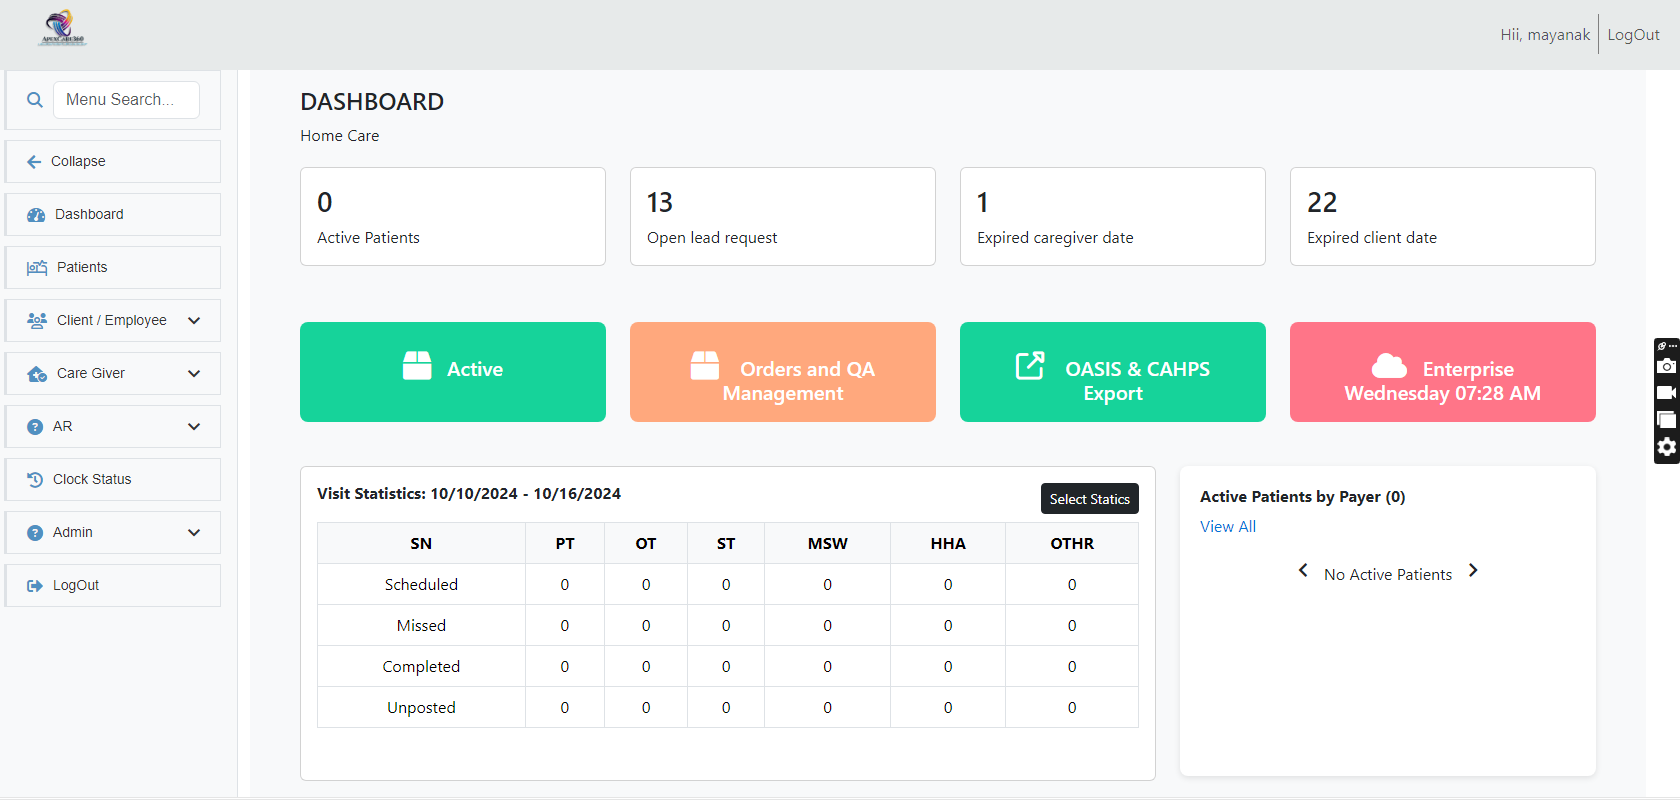 ApexCare360
Hii, mayanak
LogOut
Menu Search...
Collapse
Dashboard
Patients
Client / Employee
Care Giver
AR
Clock Status
Admin
LogOut
DASHBOARD
Home Care
0
Active Patients
13
Open lead request
1
Expired caregiver date
22
Expired client date
Active
Orders and QA
Management
OASIS & CAHPS
Export
Enterprise
Wednesday 07:28 AM
Visit Statistics: 10/10/2024 - 10/16/2024
Select Statics
SN PT OT ST MSW HHA OTHR
Scheduled 0 0 0 0 0 0
Missed 0 0 0 0 0 0
Completed 0 0 0 0 0 0
Unposted 0 0 0 0 0 0
Active Patients by Payer (0)
View All
No Active Patients